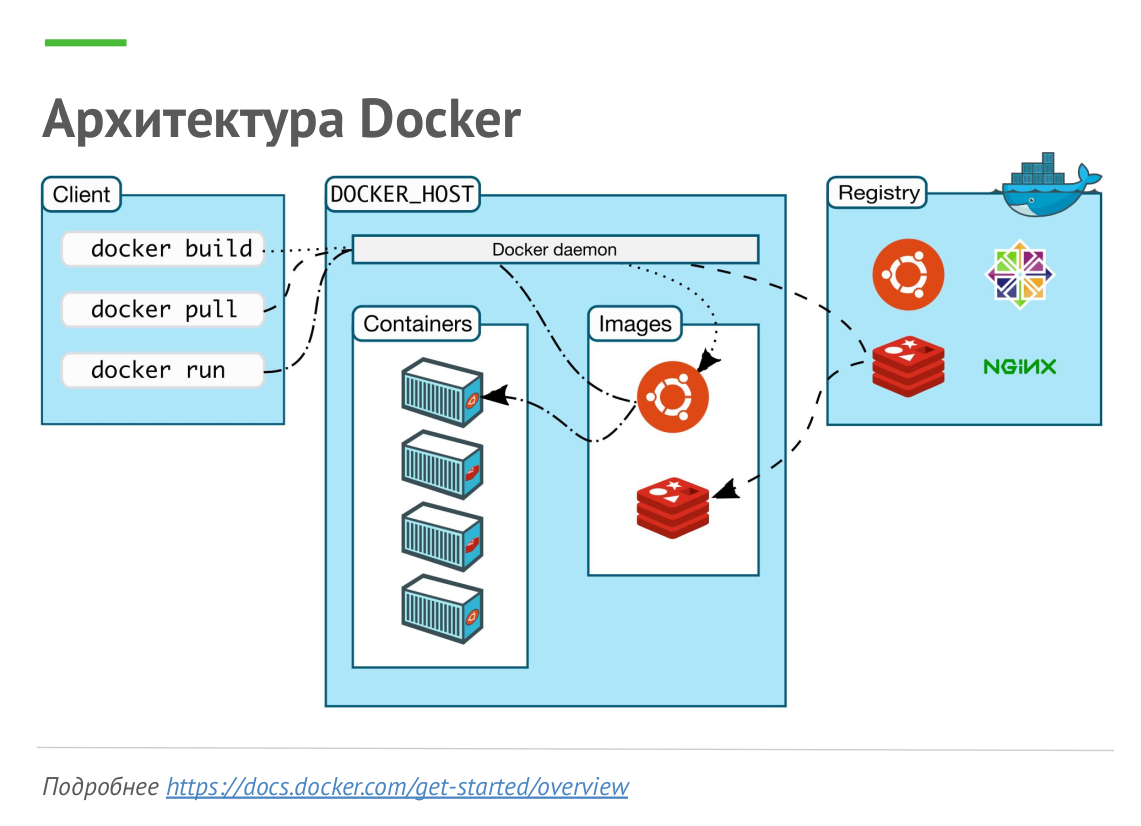 Архитектура Docker
Client
docker build
docker pull
docker run
DOCKER_HOST
Docker daemon
Containers
Images
Registry
NGiNX
Подробнее https://docs.docker.com/get-started/overview